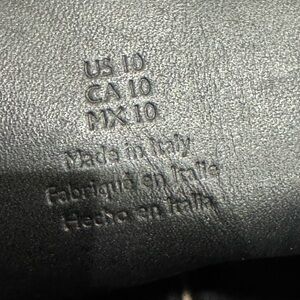 US 10
CA 10
MX 10
Made in Italy
Fabriqué en Italie
Hecho en Italia